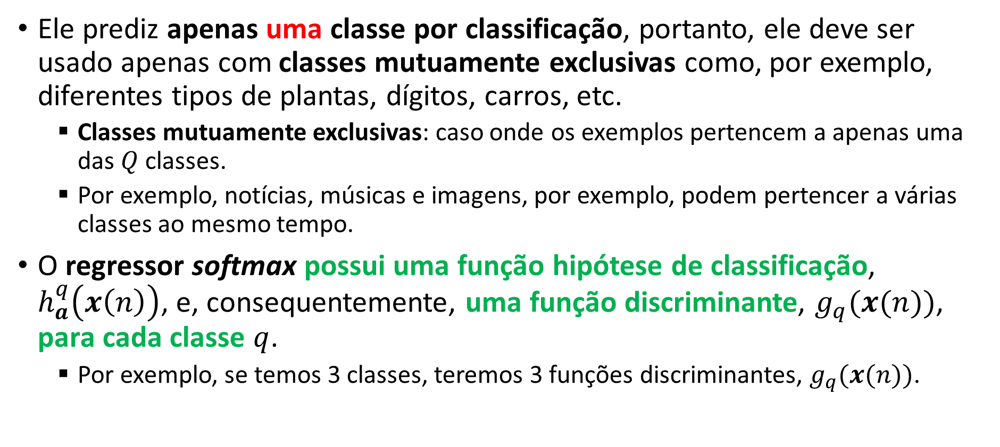 • Ele prediz apenas uma classe por classificação, portanto, ele deve ser
usado apenas com classes mutuamente exclusivas como, por exemplo,
diferentes tipos de plantas, dígitos, carros, etc.
▪ Classes mutuamente exclusivas: caso onde os exemplos pertencem a apenas uma
das Q classes.
▪ Por exemplo, notícias, músicas e imagens, por exemplo, podem pertencer a várias
classes ao mesmo tempo.
• O regressor softmax possui uma função hipótese de classificação,
$h_{\boldsymbol{a}}^{q}(\boldsymbol{x}(n))$, e, consequentemente, uma função discriminante, $g_q(\boldsymbol{x}(n))$,
para cada classe q.
▪ Por exemplo, se temos 3 classes, teremos 3 funções discriminantes, $g_q(\boldsymbol{x}(n))$.